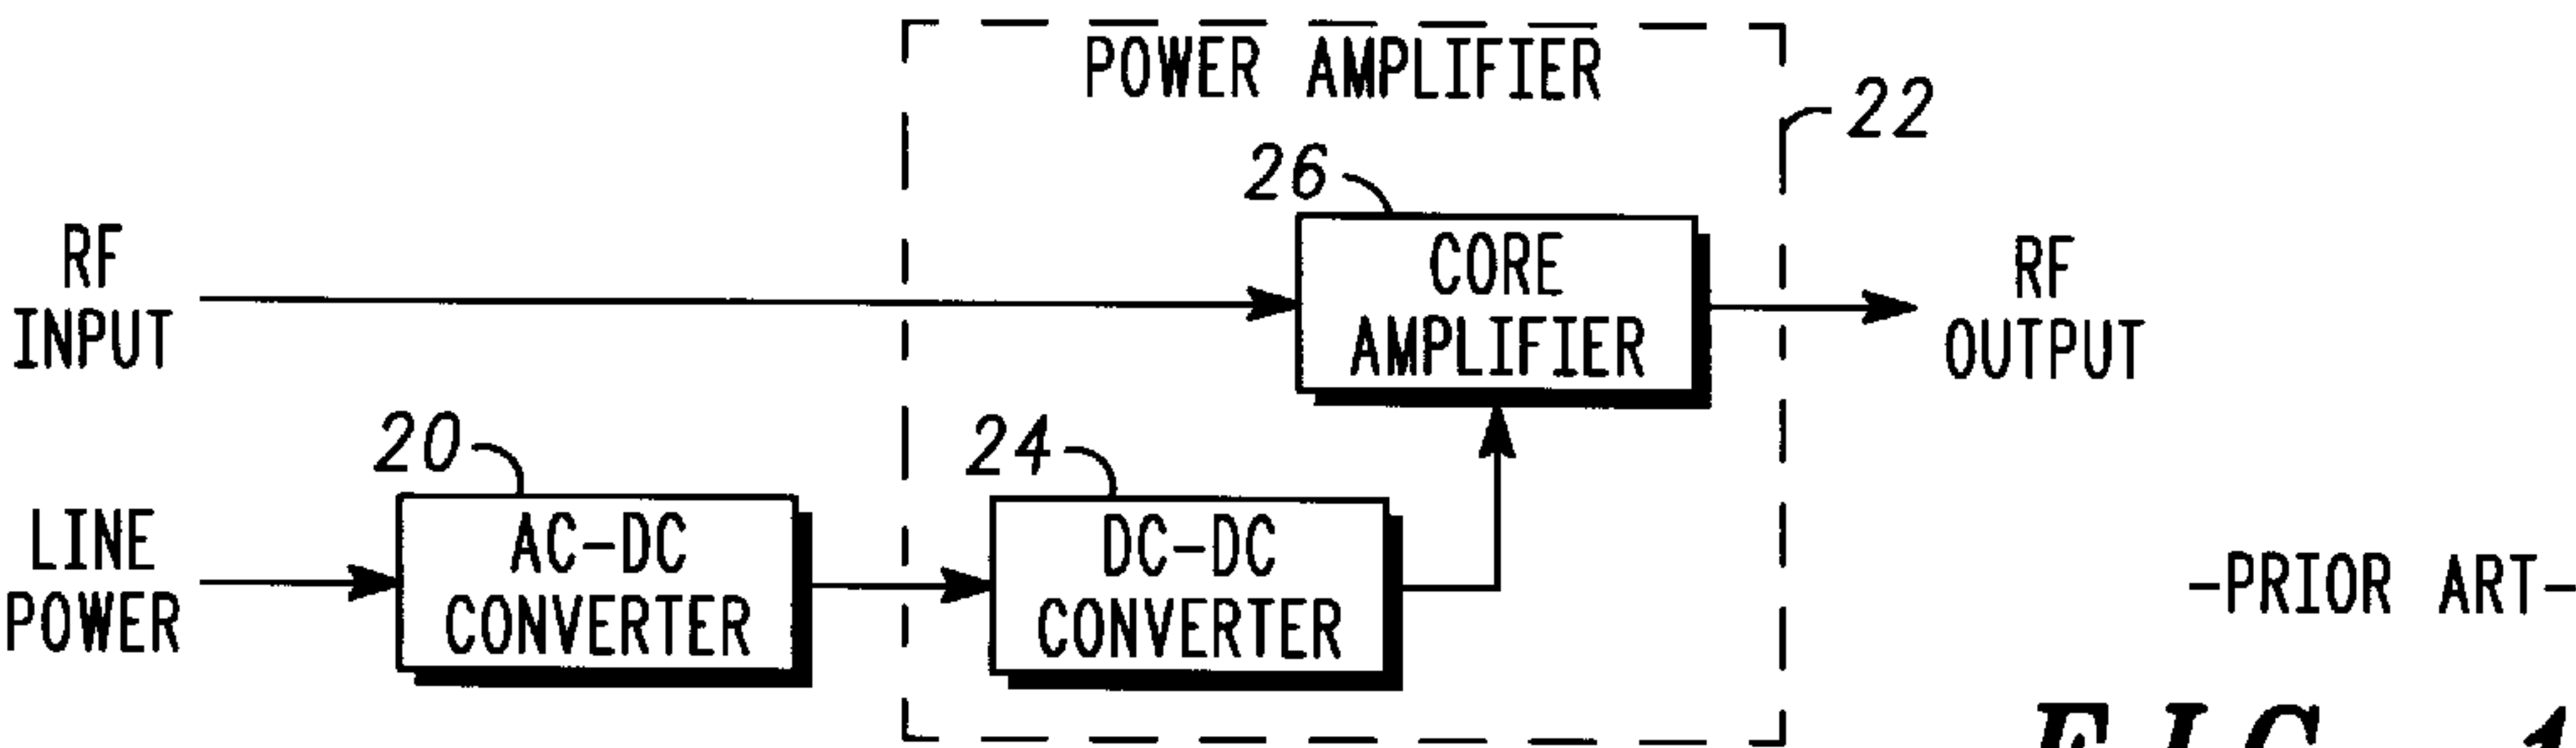 POWER AMPLIFIER
22
26
RF
INPUT
CORE
AMPLIFIER
RF
OUTPUT
20
24
LINE
POWER
AC-DC
CONVERTER
DC-DC
CONVERTER
-PRIOR ART-